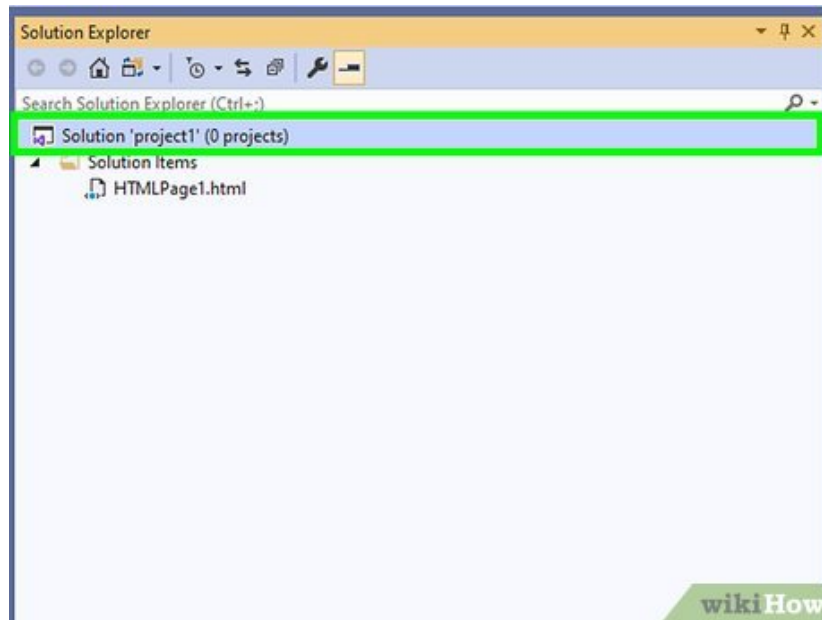 Solution Explorer
Search Solution Explorer (Ctrl+;)
Solution 'project1' (0 projects)
Solution Items
HTMLPage1.html
wikiHow